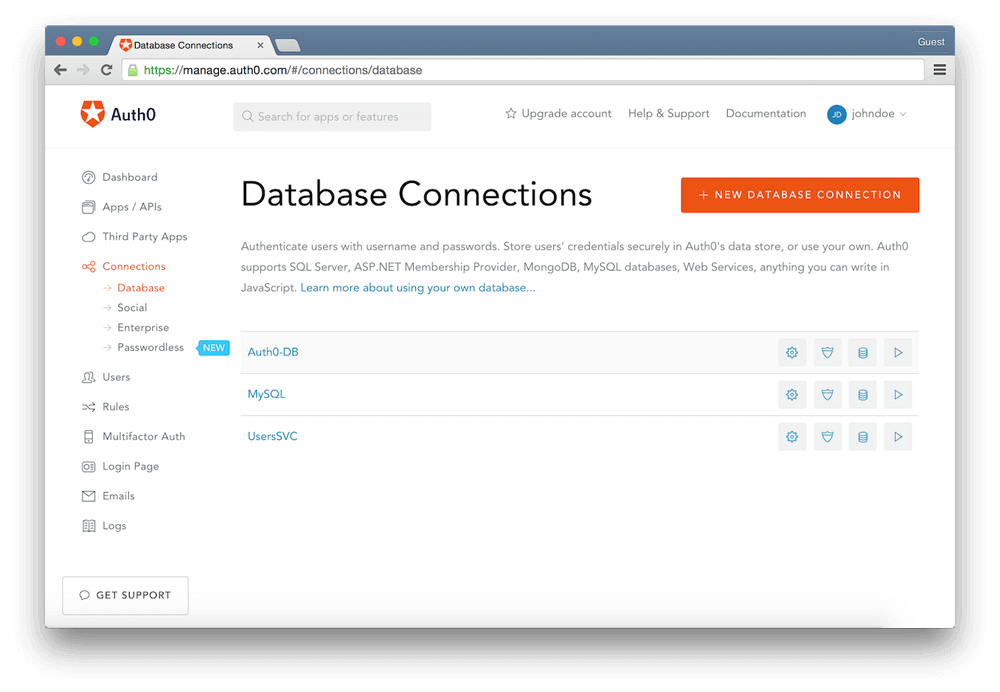 Database Connections
Guest
https://manage.auth0.com/#/connections/database
Auth0
Search for apps or features
Upgrade account
Help & Support
Documentation
JD
johndoe
Dashboard
Apps / APIs
Third Party Apps
Connections
Database
Social
Enterprise
Passwordless
NEW
Users
Rules
Multifactor Auth
Login Page
Emails
Logs
GET SUPPORT
Database Connections
+ NEW DATABASE CONNECTION
Authenticate users with username and passwords. Store users' credentials securely in Auth0's data store, or use your own. Auth0
supports SQL Server, ASP.NET Membership Provider, MongoDB, MySQL databases, Web Services, anything you can write in
JavaScript. Learn more about using your own database...
Auth0-DB
MySQL
UsersSVC